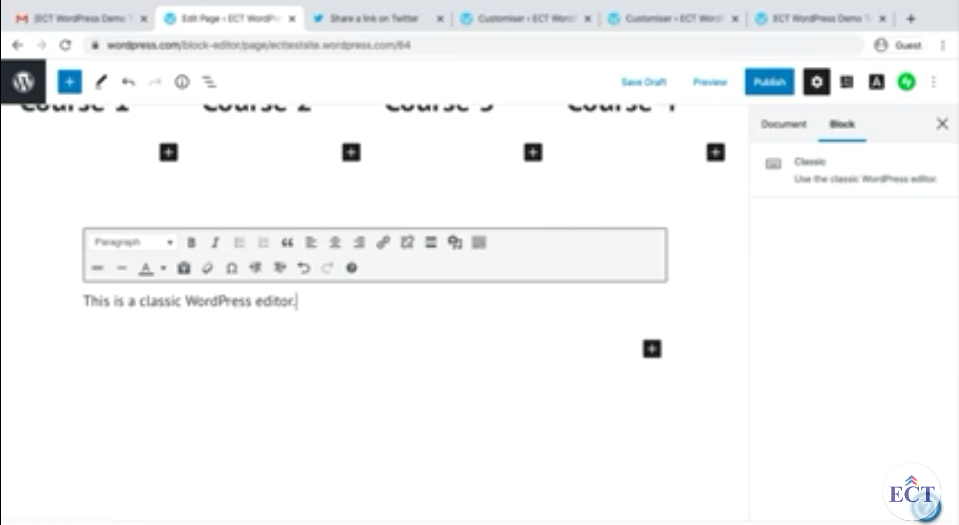 [ECT WordPress Demo T
Edit Page ‹ ECT WordPr
Share a link on Twitter
Customiser ‹ ECT Word
Customiser ‹ ECT Word
ECT WordPress Demo T
wordpress.com/block-editor/page/ecttestsite.wordpress.com/64
Guest
Save Draft
Preview
Publish
Course 1
Course 2
Course 3
Document
Block
Classic
Use the classic WordPress editor.
Paragraph
B
I
A
Ω
This is a classic WordPress editor.
ECT